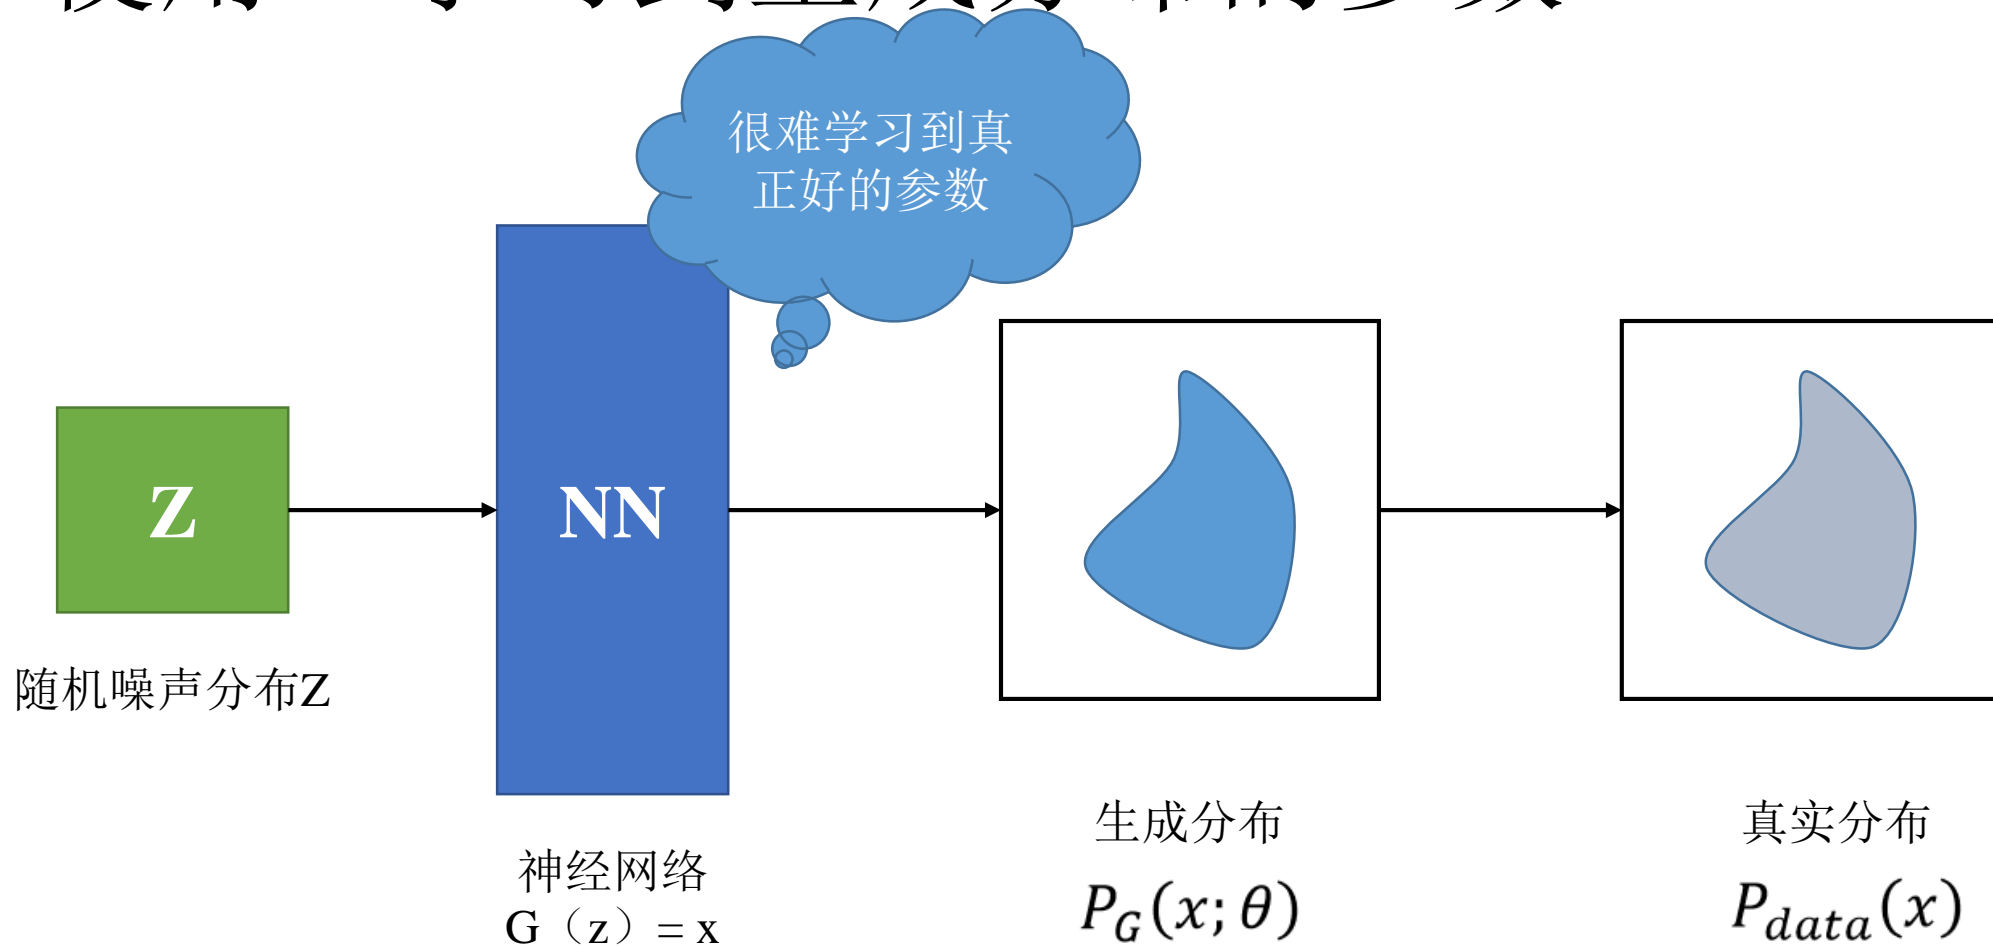 很难学习到真
正好的参数
Z
NN
随机噪声分布Z
神经网络
G（z）= x
生成分布
P_G(x; θ)
真实分布
P_data(x)